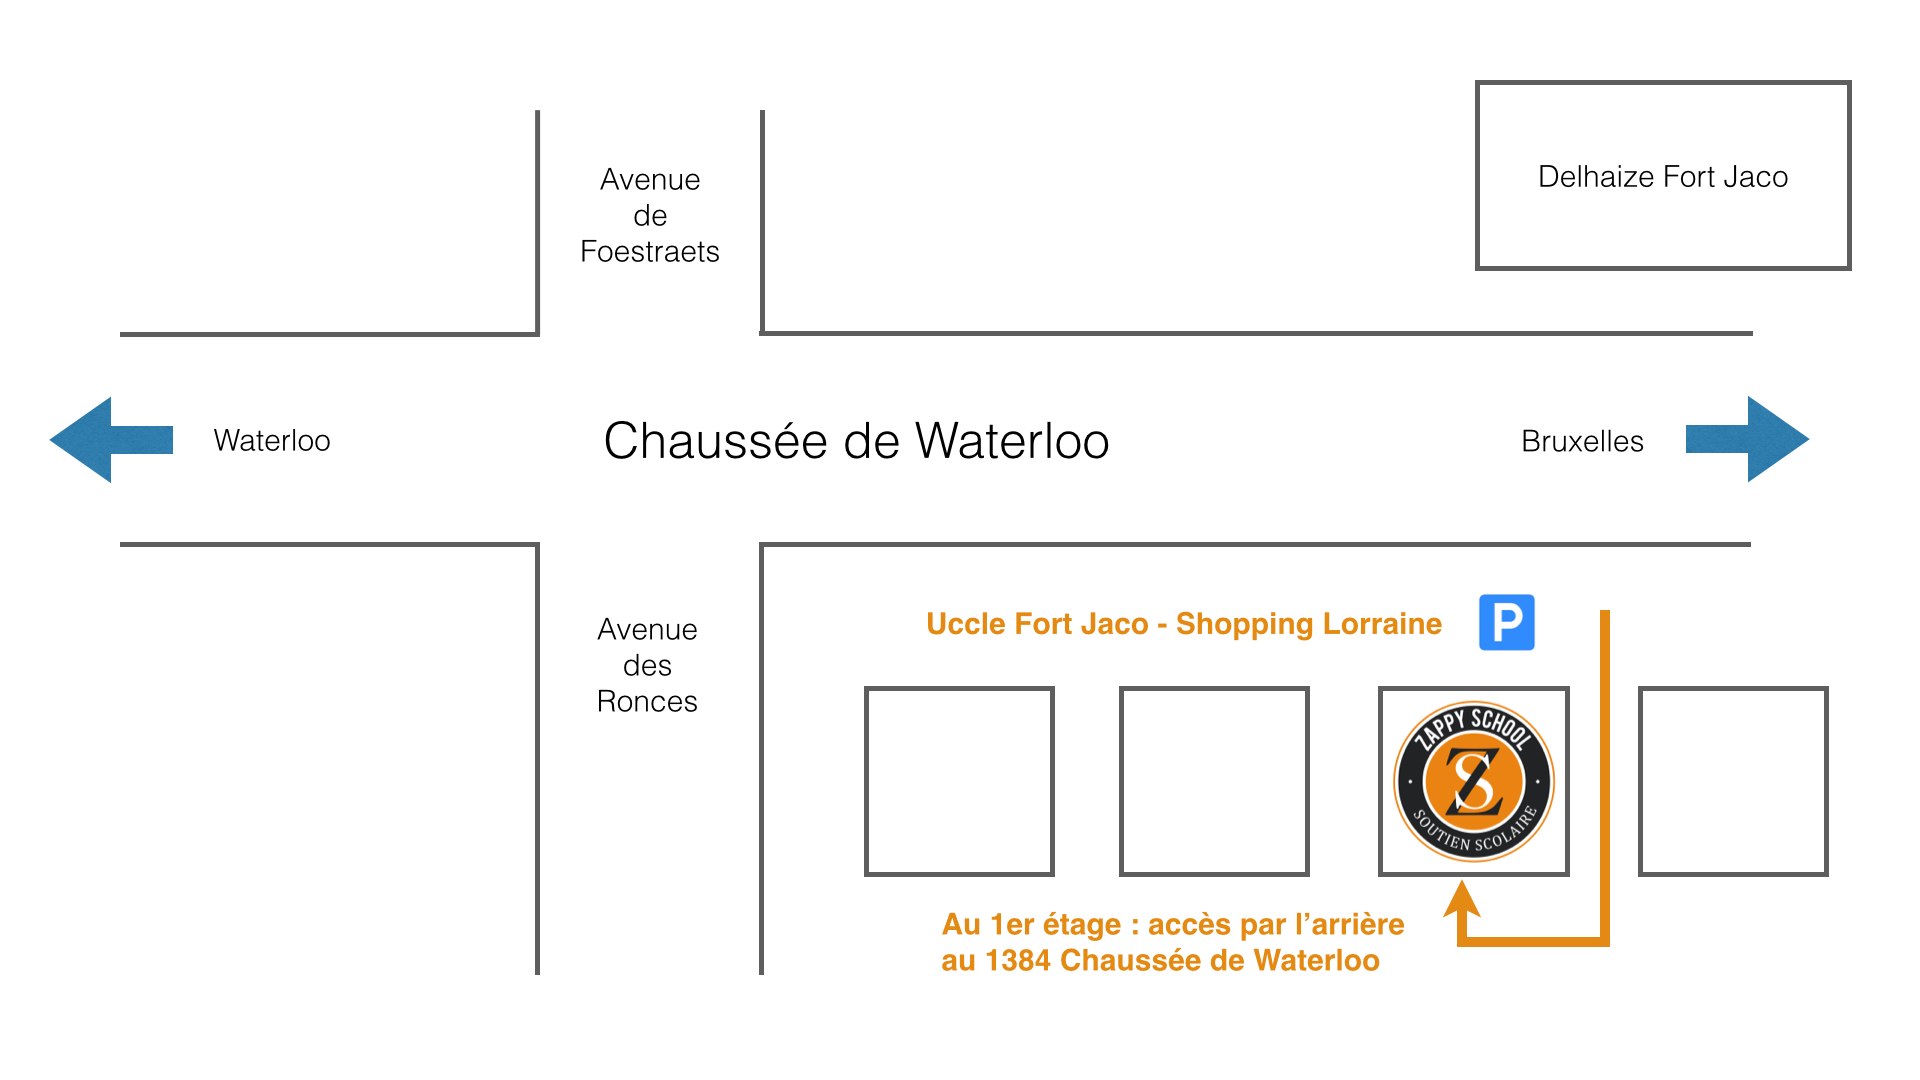 Avenue
de
Foestraets
Delhaize Fort Jaco
Waterloo
Chaussée de Waterloo
Bruxelles
Avenue
des
Ronces
Uccle Fort Jaco - Shopping Lorraine
P
ZAPPY SCHOOL
ZS
SOUTIEN SCOLAIRE
Au 1er étage : accès par l’arrière
au 1384 Chaussée de Waterloo